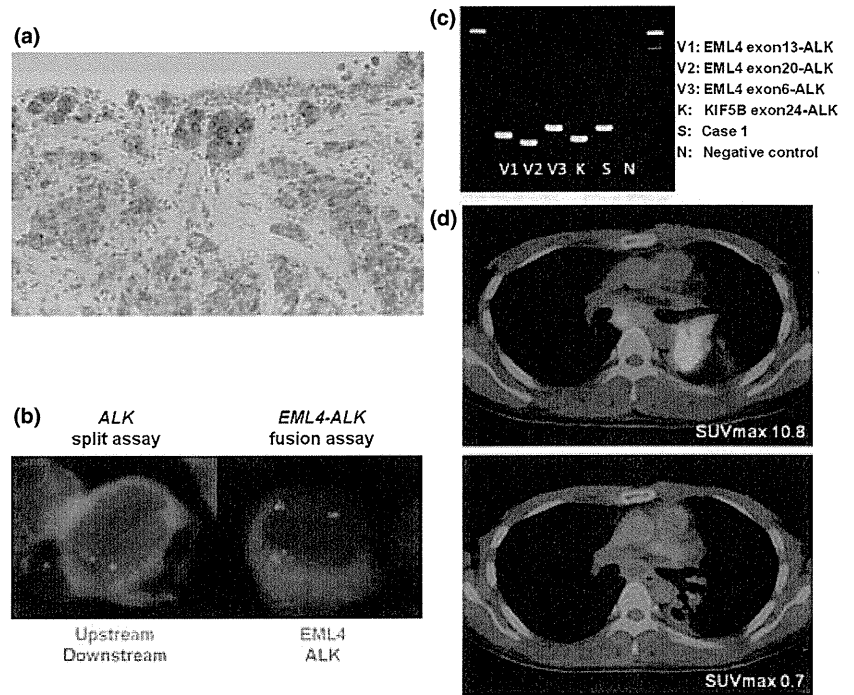 (a)
(b)
ALK
split assay
EML4-ALK
fusion assay
Upstream
Downstream
EML4
ALK
(c)
V1 V2 V3 K S N
V1: EML4 exon13-ALK
V2: EML4 exon20-ALK
V3: EML4 exon6-ALK
K: KIF5B exon24-ALK
S: Case 1
N: Negative control
(d)
SUVmax 10.8
SUVmax 0.7